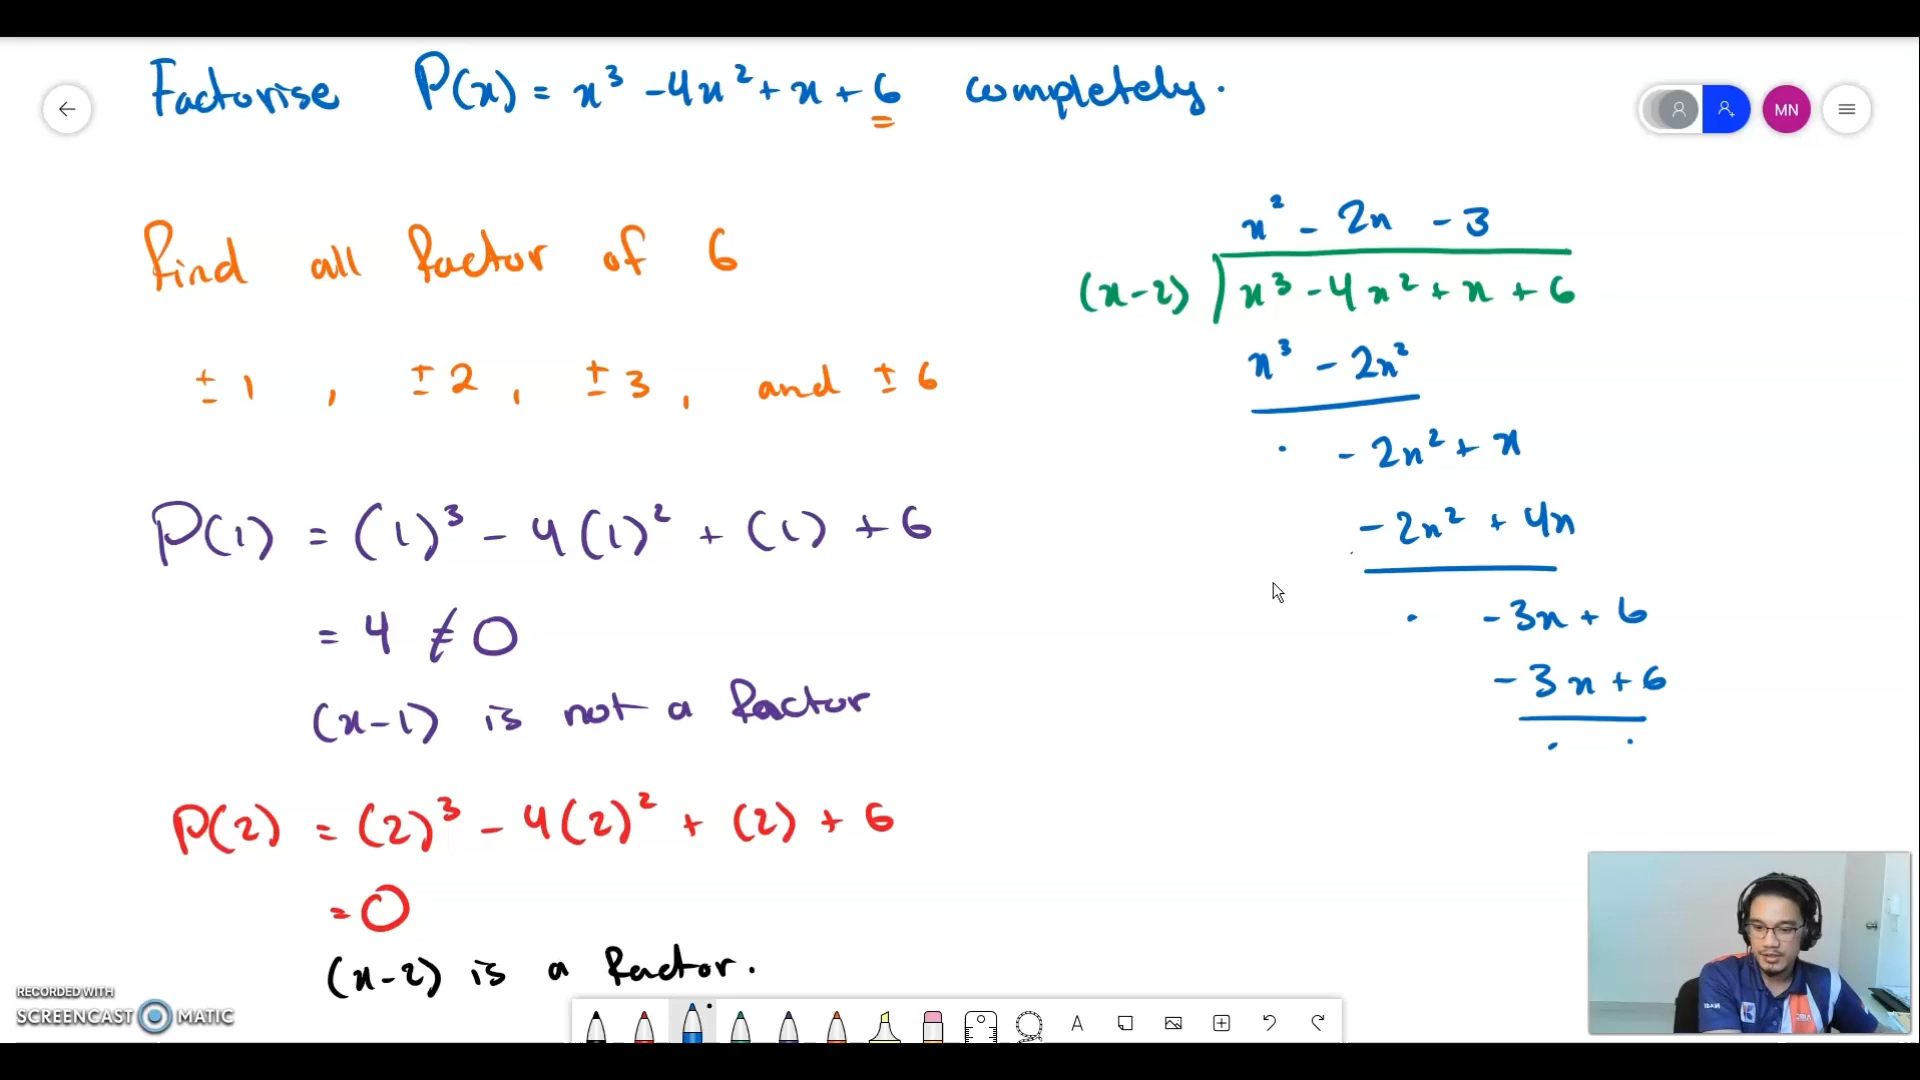 Factorise P(x) = x³ - 4x² + x + 6 completely.
MN
Find all factor of 6
± 1 , ± 2 , ± 3 , and ± 6
P(1) = (1)³ - 4(1)² + (1) + 6
= 4 ≠ 0
(x-1) is not a factor
P(2) = (2)³ - 4(2)² + (2) + 6
= 0
(x-2) is a factor.
x² - 2x - 3
(x-2) x³ - 4x² + x + 6
x³ - 2x²
. - 2x² + x
- 2x² + 4x
. - 3x + 6
- 3x + 6
. .
RECORDED WITH
SCREENCAST MATIC
A